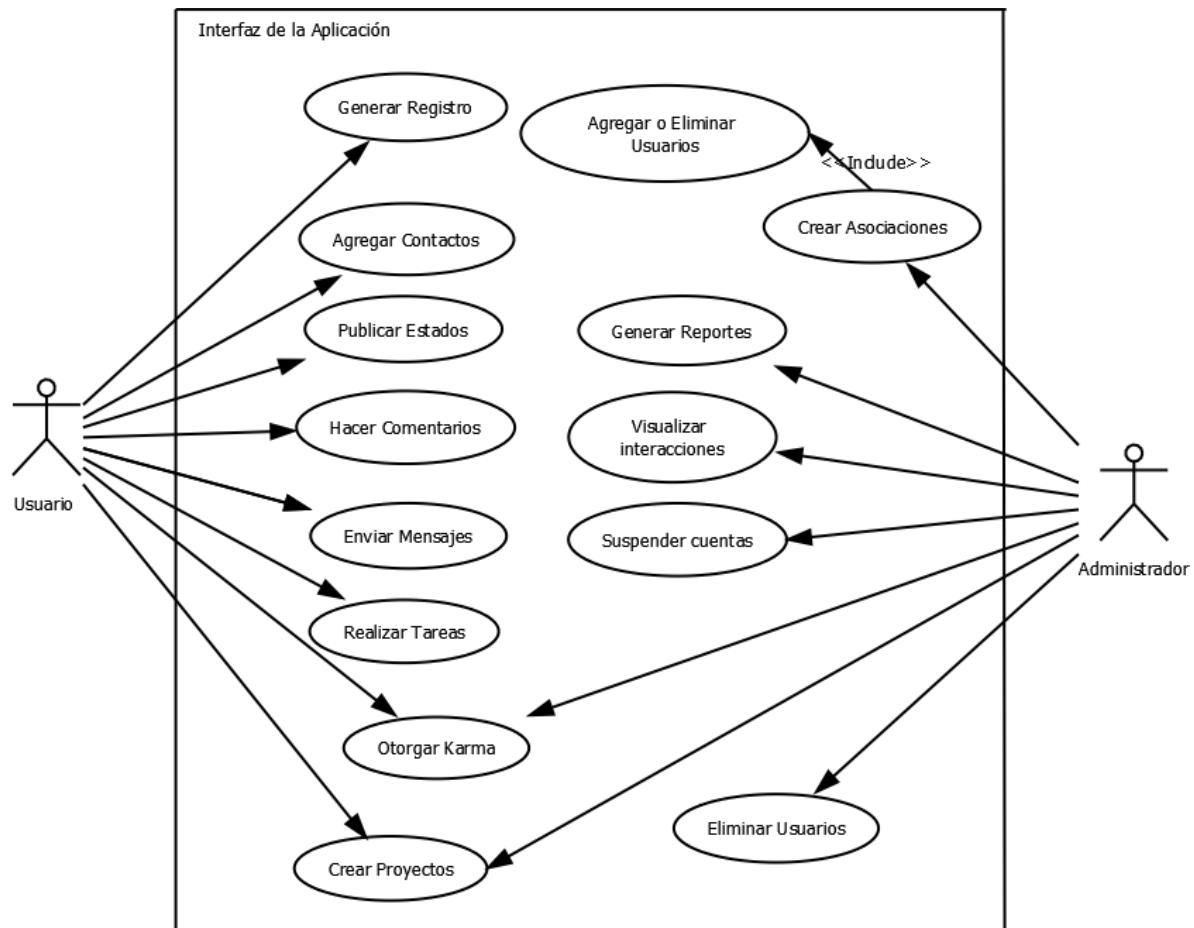 Interfaz de la Aplicación
Generar Registro
Agregar o Eliminar
Usuarios
<<Include>>
Crear Asociaciones
Agregar Contactos
Publicar Estados
Generar Reportes
Hacer Comentarios
Visualizar
interacciones
Usuario
Enviar Mensajes
Suspender cuentas
Administrador
Realizar Tareas
Otorgar Karma
Eliminar Usuarios
Crear Proyectos